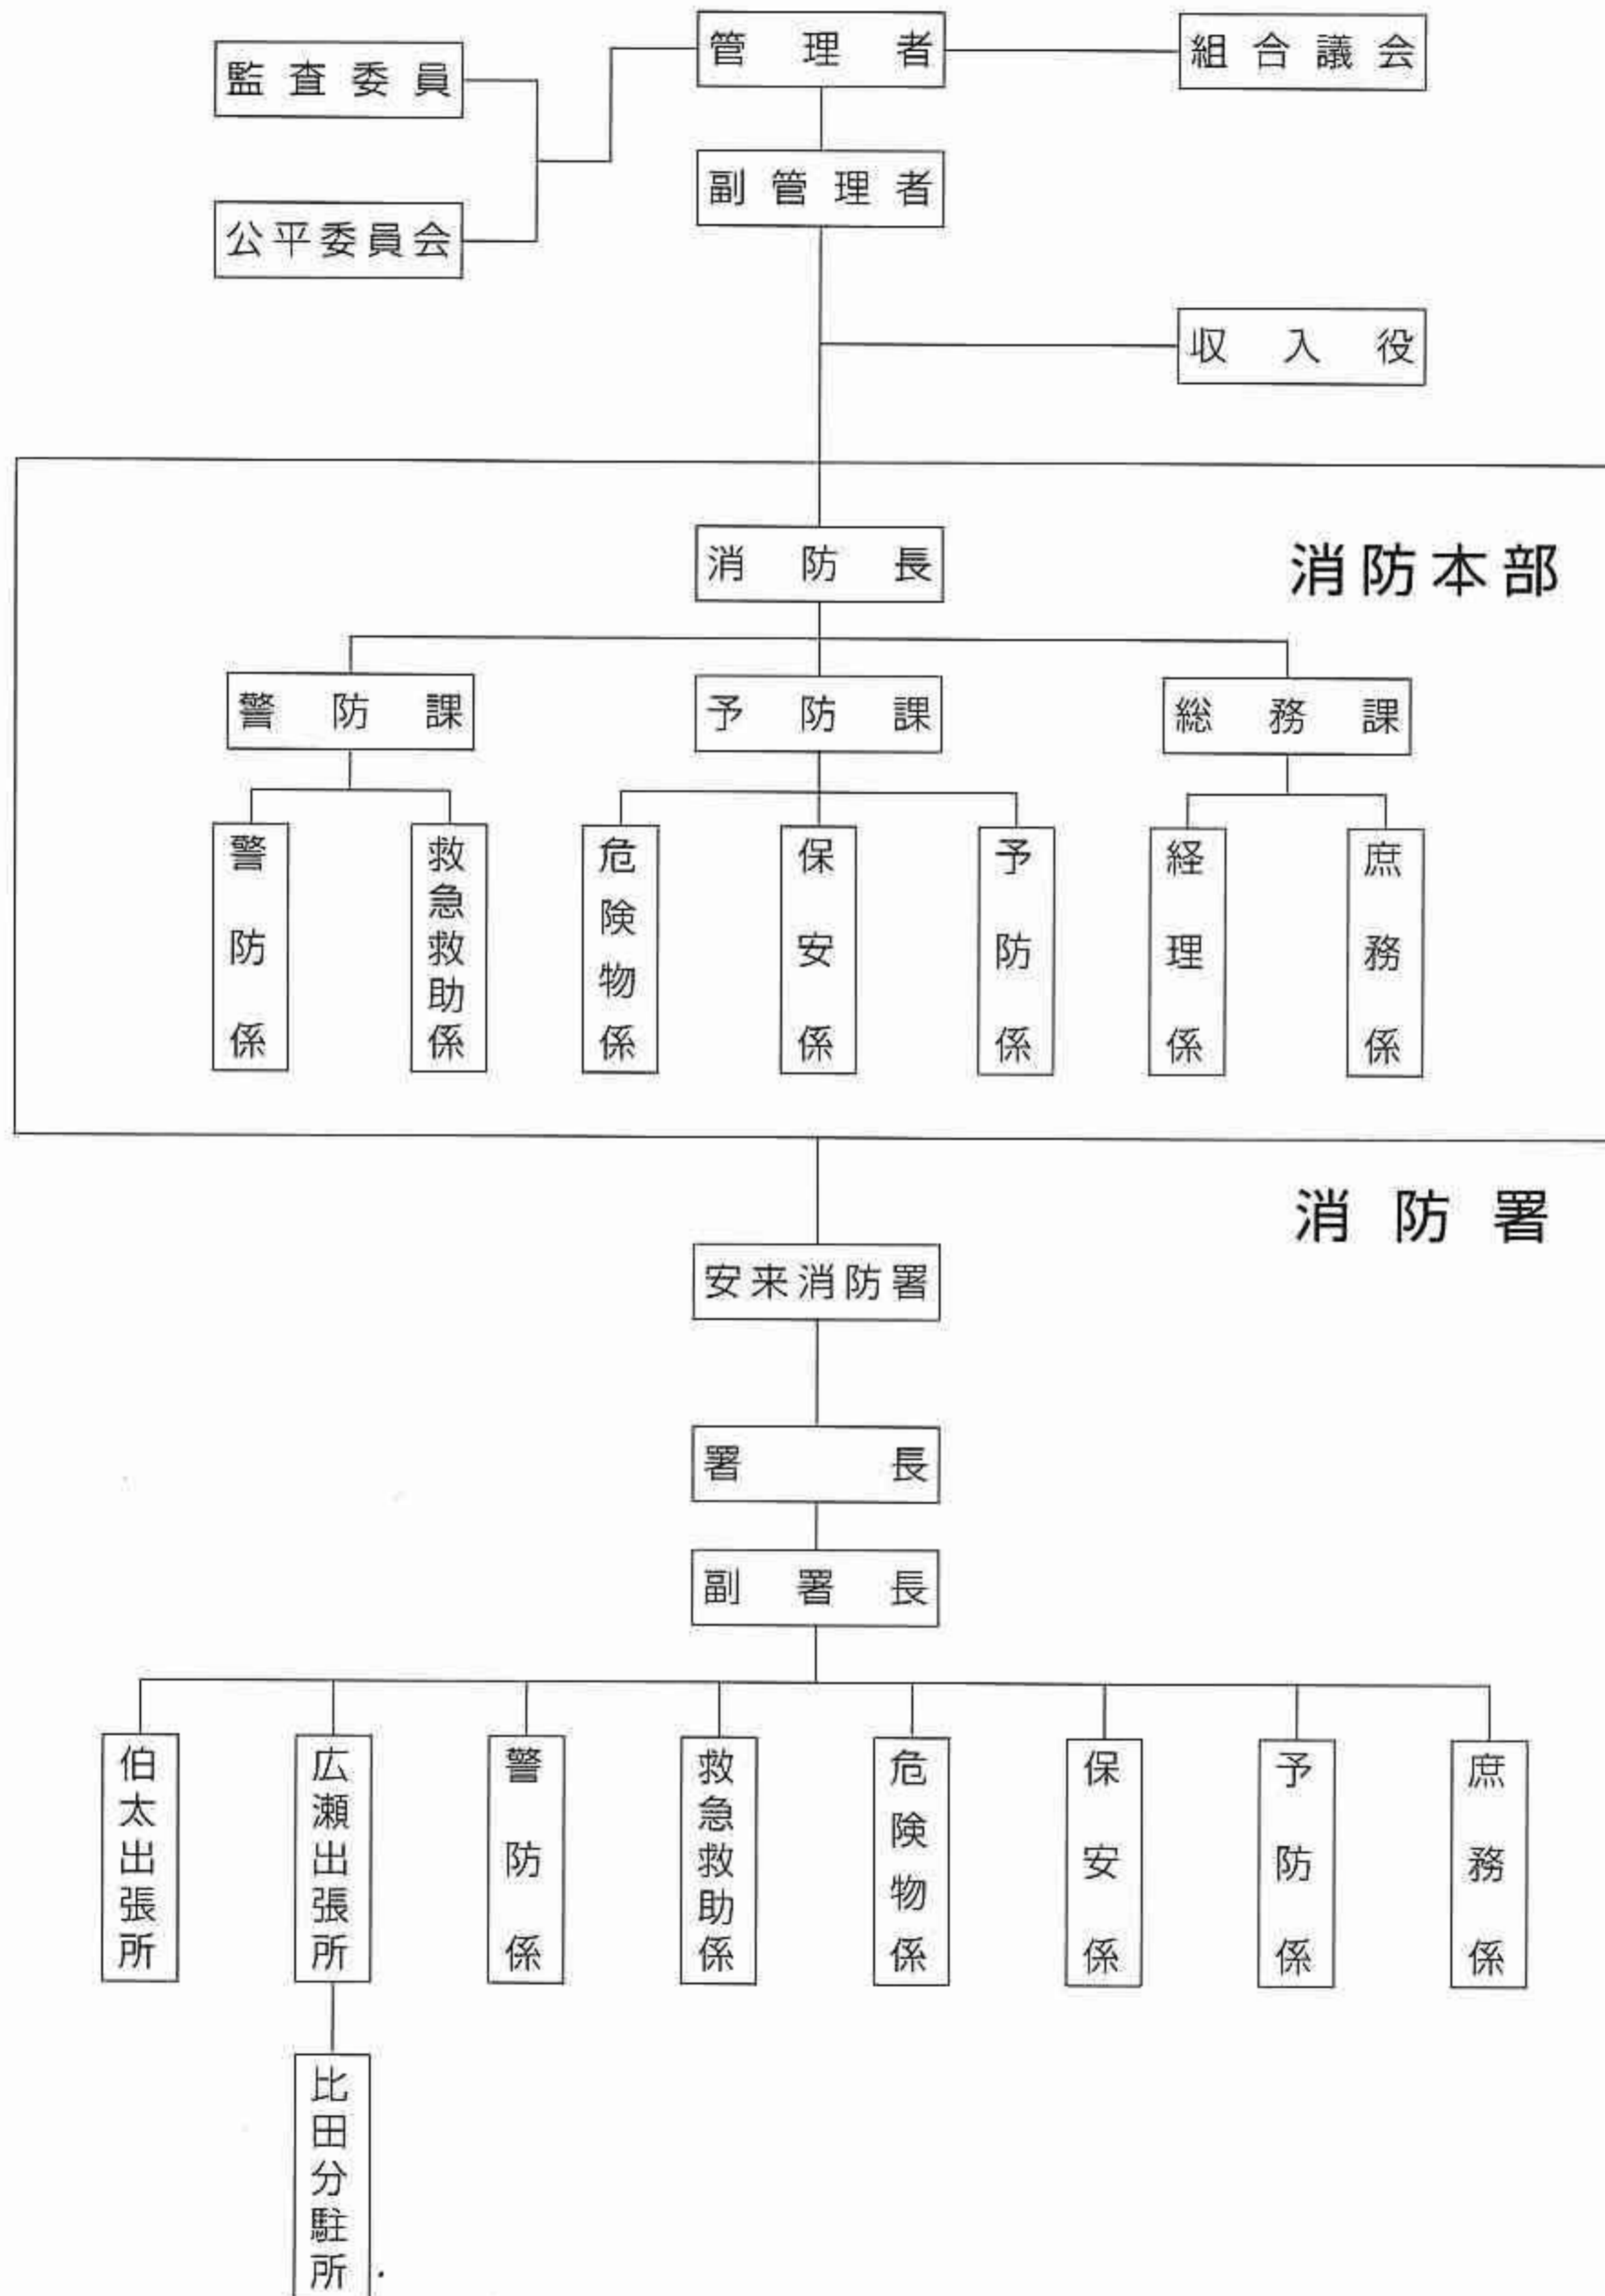 管理者
組合議会
監査委員
副管理者
公平委員会
収入役
消防本部
消防長
警防課
予防課
総務課
警防係
救急救助係
危険物係
保安係
予防係
経理係
庶務係
消防署
安来消防署
署長
副署長
伯太出張所
広瀬出張所
警防係
救急救助係
危険物係
保安係
予防係
庶務係
比田分駐所